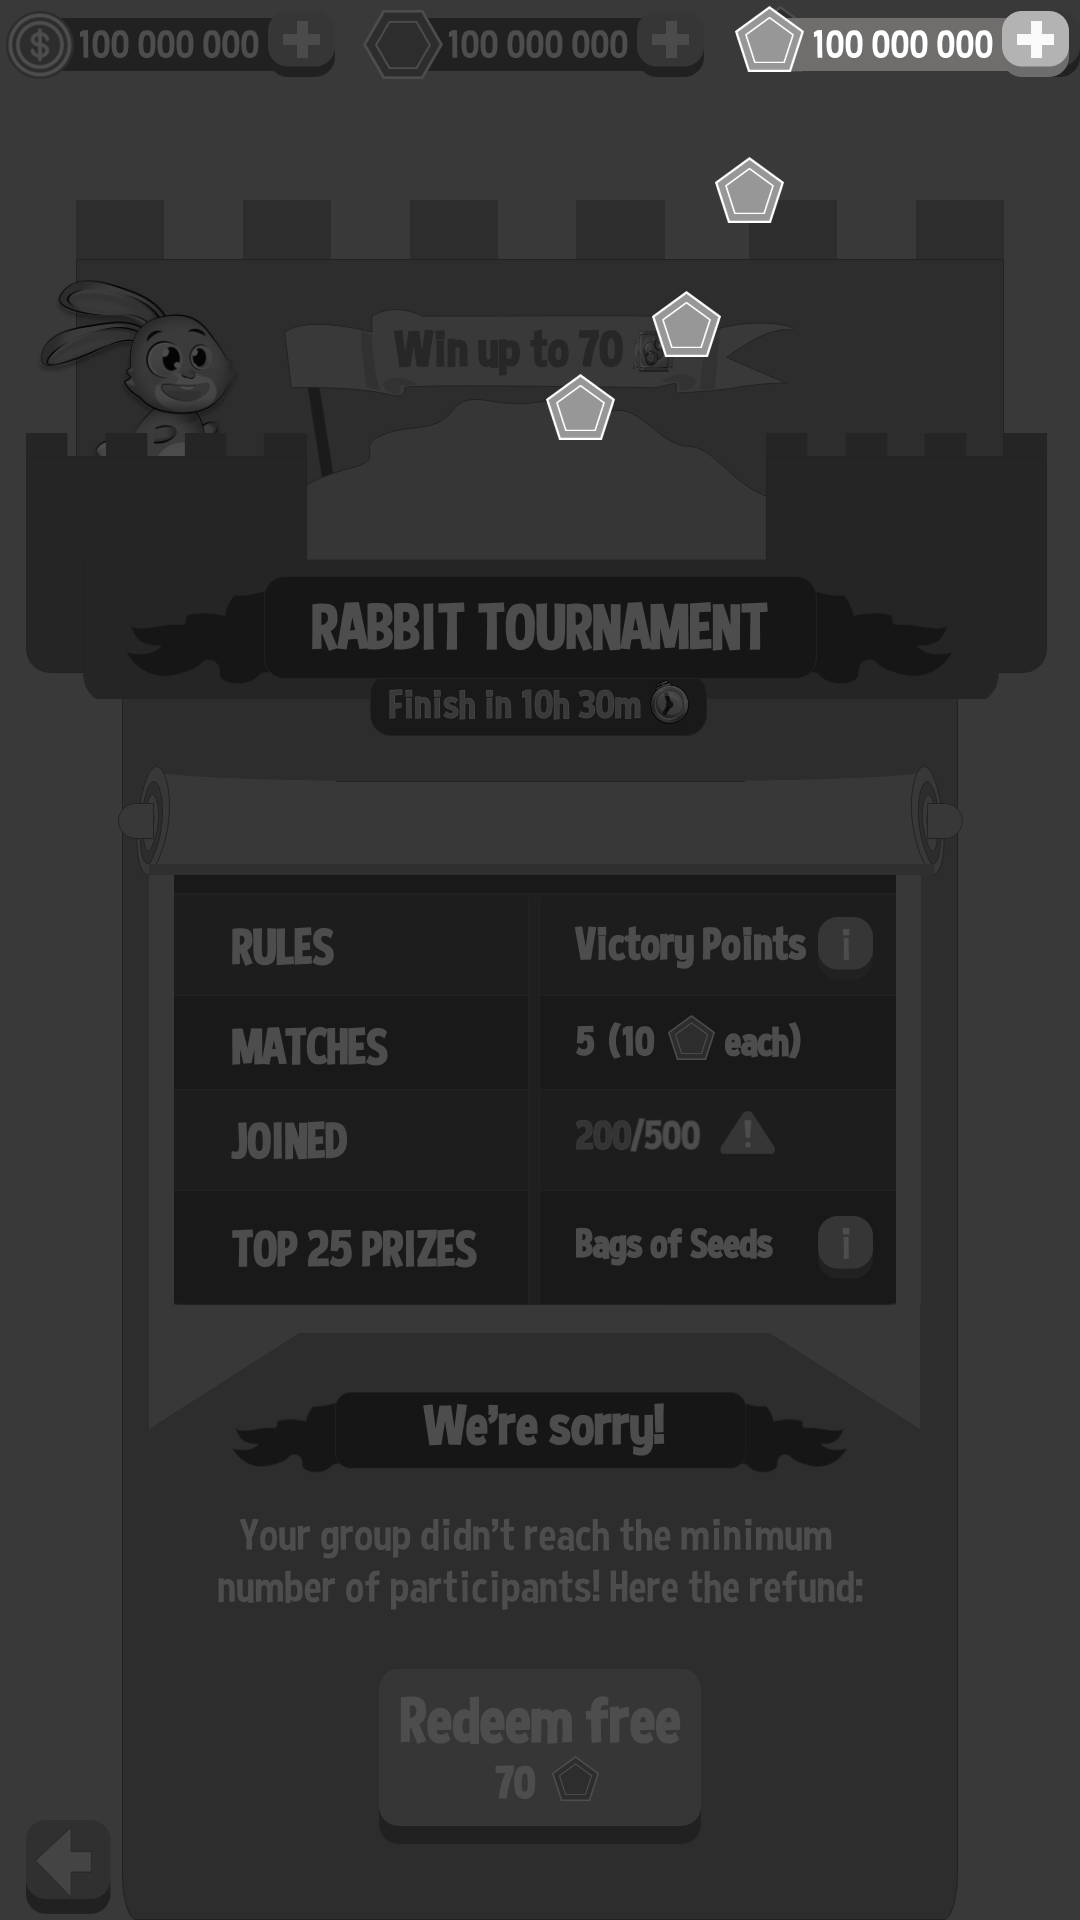 100 000 000 100 000 000 100 000 000
Win up to 70
RABBIT TOURNAMENT
Finish in 10h 30m
RULES Victory Points i
MATCHES 5 (10 each)
JOINED 200/500 !
TOP 25 PRIZES Bags of Seeds i
We're sorry!
Your group didn't reach the minimum
number of participants! Here the refund:
Redeem free
70